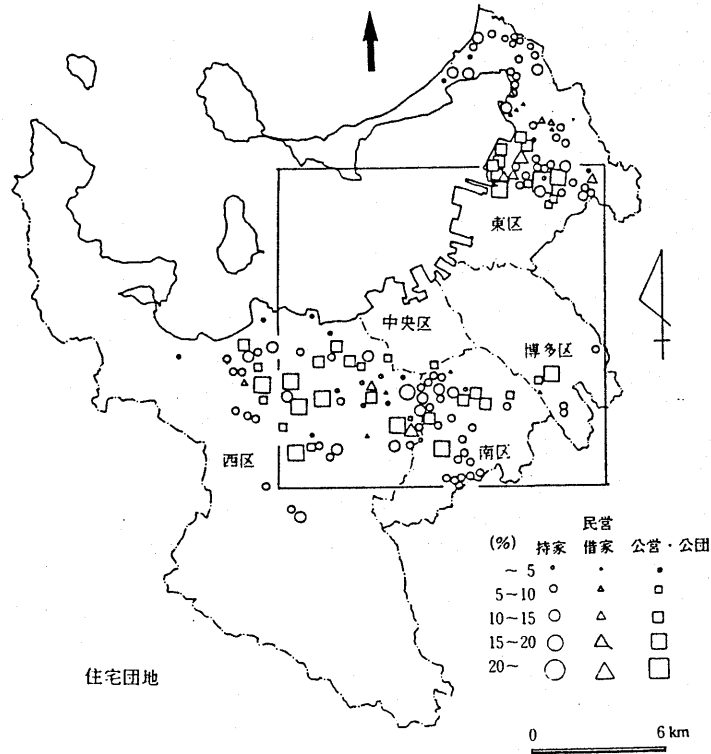 東区
中央区
博多区
西区
南区
民営
(%) 持家 借家 公営・公団
~ 5
5~10
10~15
15~20
20~
住宅団地
0 6 km